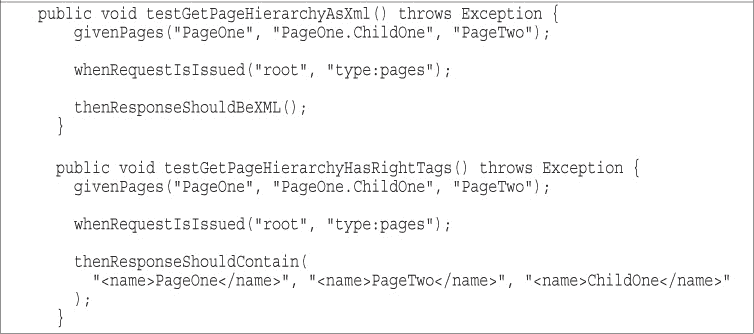 public void testGetPageHierarchyAsXml() throws Exception {
givenPages("PageOne", "PageOne.ChildOne", "PageTwo");
whenRequestIsIssued("root", "type:pages");
thenResponseShouldBeXML();
}
public void testGetPageHierarchyHasRightTags() throws Exception {
givenPages("PageOne", "PageOne.ChildOne", "PageTwo");
whenRequestIsIssued("root", "type:pages");
thenResponseShouldContain(
"<name>PageOne</name>", "<name>PageTwo</name>", "<name>ChildOne</name>"
);
}